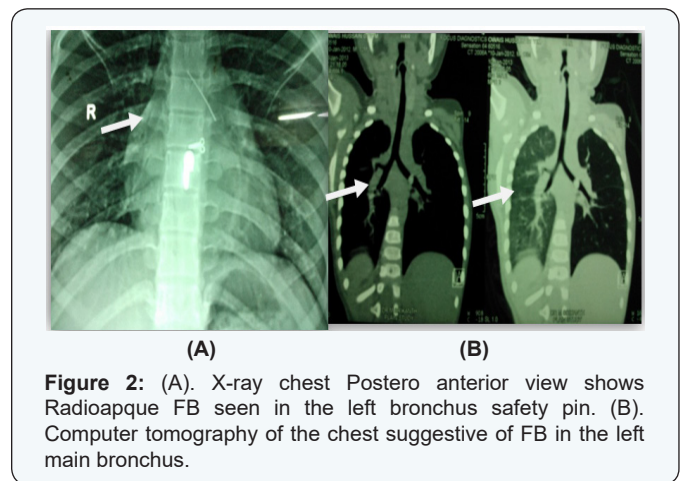 R
(A)
(B)
Figure 2: (A). X-ray chest Postero anterior view shows
Radioapque FB seen in the left bronchus safety pin. (B).
Computer tomography of the chest suggestive of FB in the left
main bronchus.